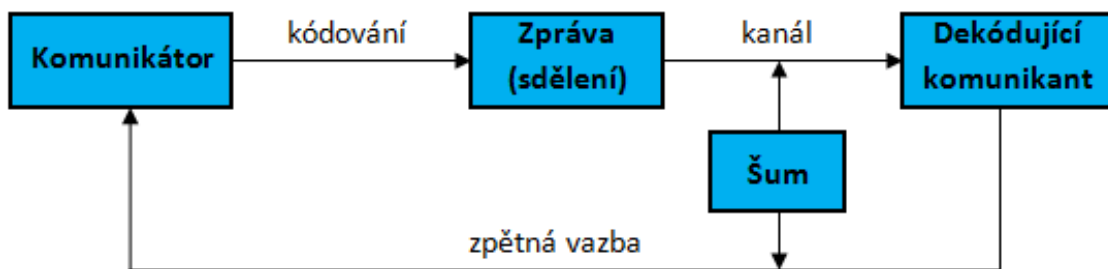 Komunikátor
kódování
Zpráva
(sdělení)
kanál
Dekódující
komunikant
Šum
zpětná vazba